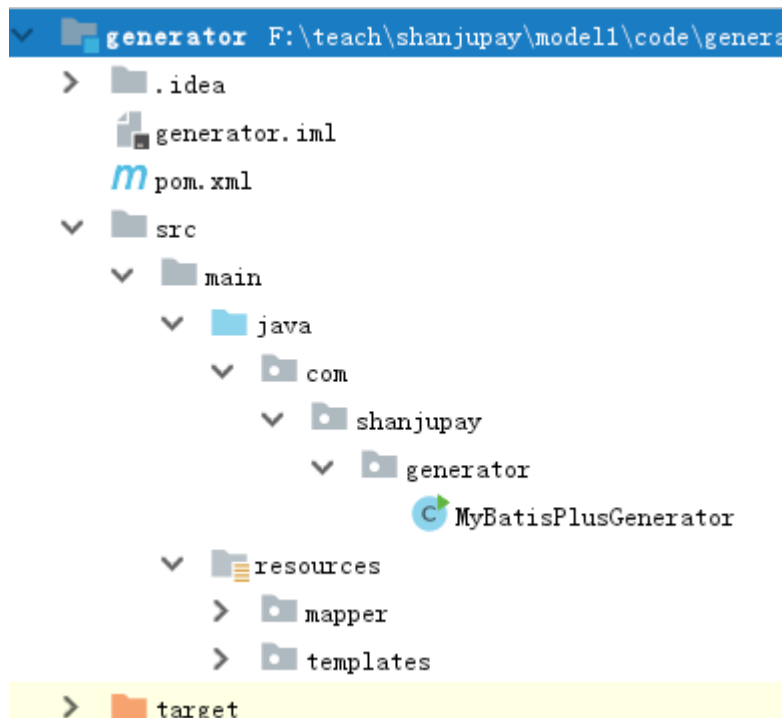 generator F:\teach\shanjupay\model1\code\genera
.idea
generator.iml
pom.xml
src
main
java
com
shanjupay
generator
MyBatisPlusGenerator
resources
mapper
templates
target